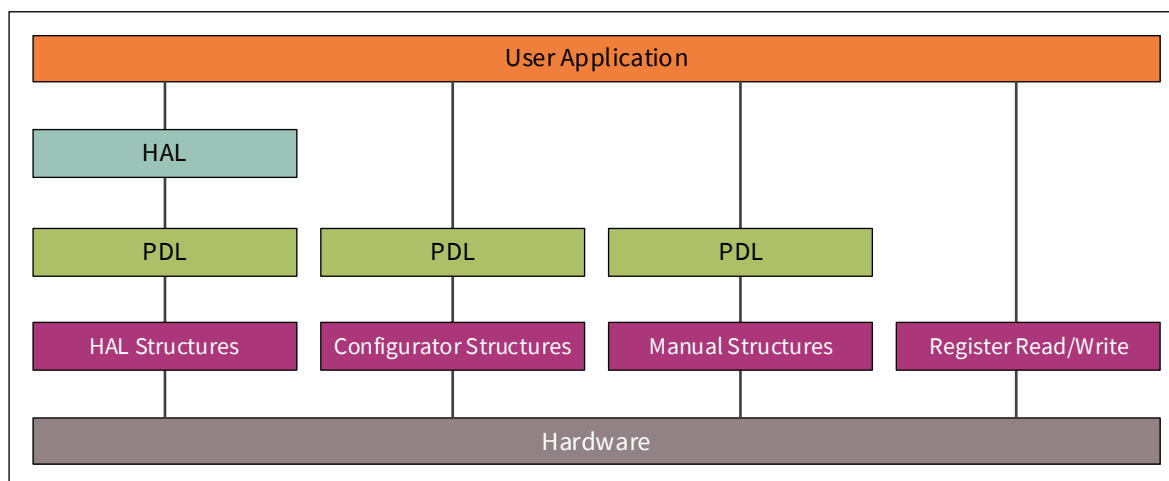 User Application
HAL
PDL
PDL
PDL
HAL Structures
Configurator Structures
Manual Structures
Register Read/Write
Hardware